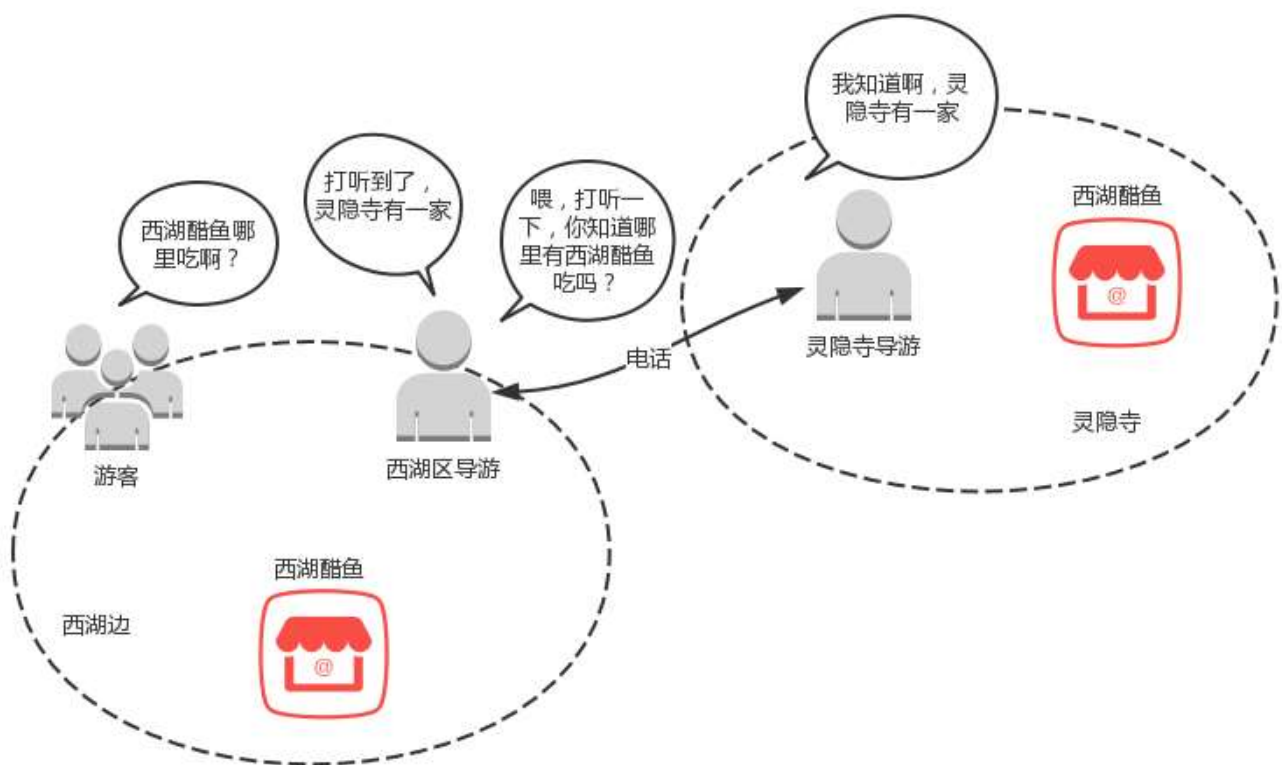 我知道啊，灵
隐寺有一家
打听到了，
灵隐寺有一家
喂，打听一
下，你知道哪
里有西湖醋鱼
吃吗？
西湖醋鱼哪
里吃啊？
西湖醋鱼
@
灵隐寺导游
电话
灵隐寺
游客
西湖区导游
西湖醋鱼
@
西湖边